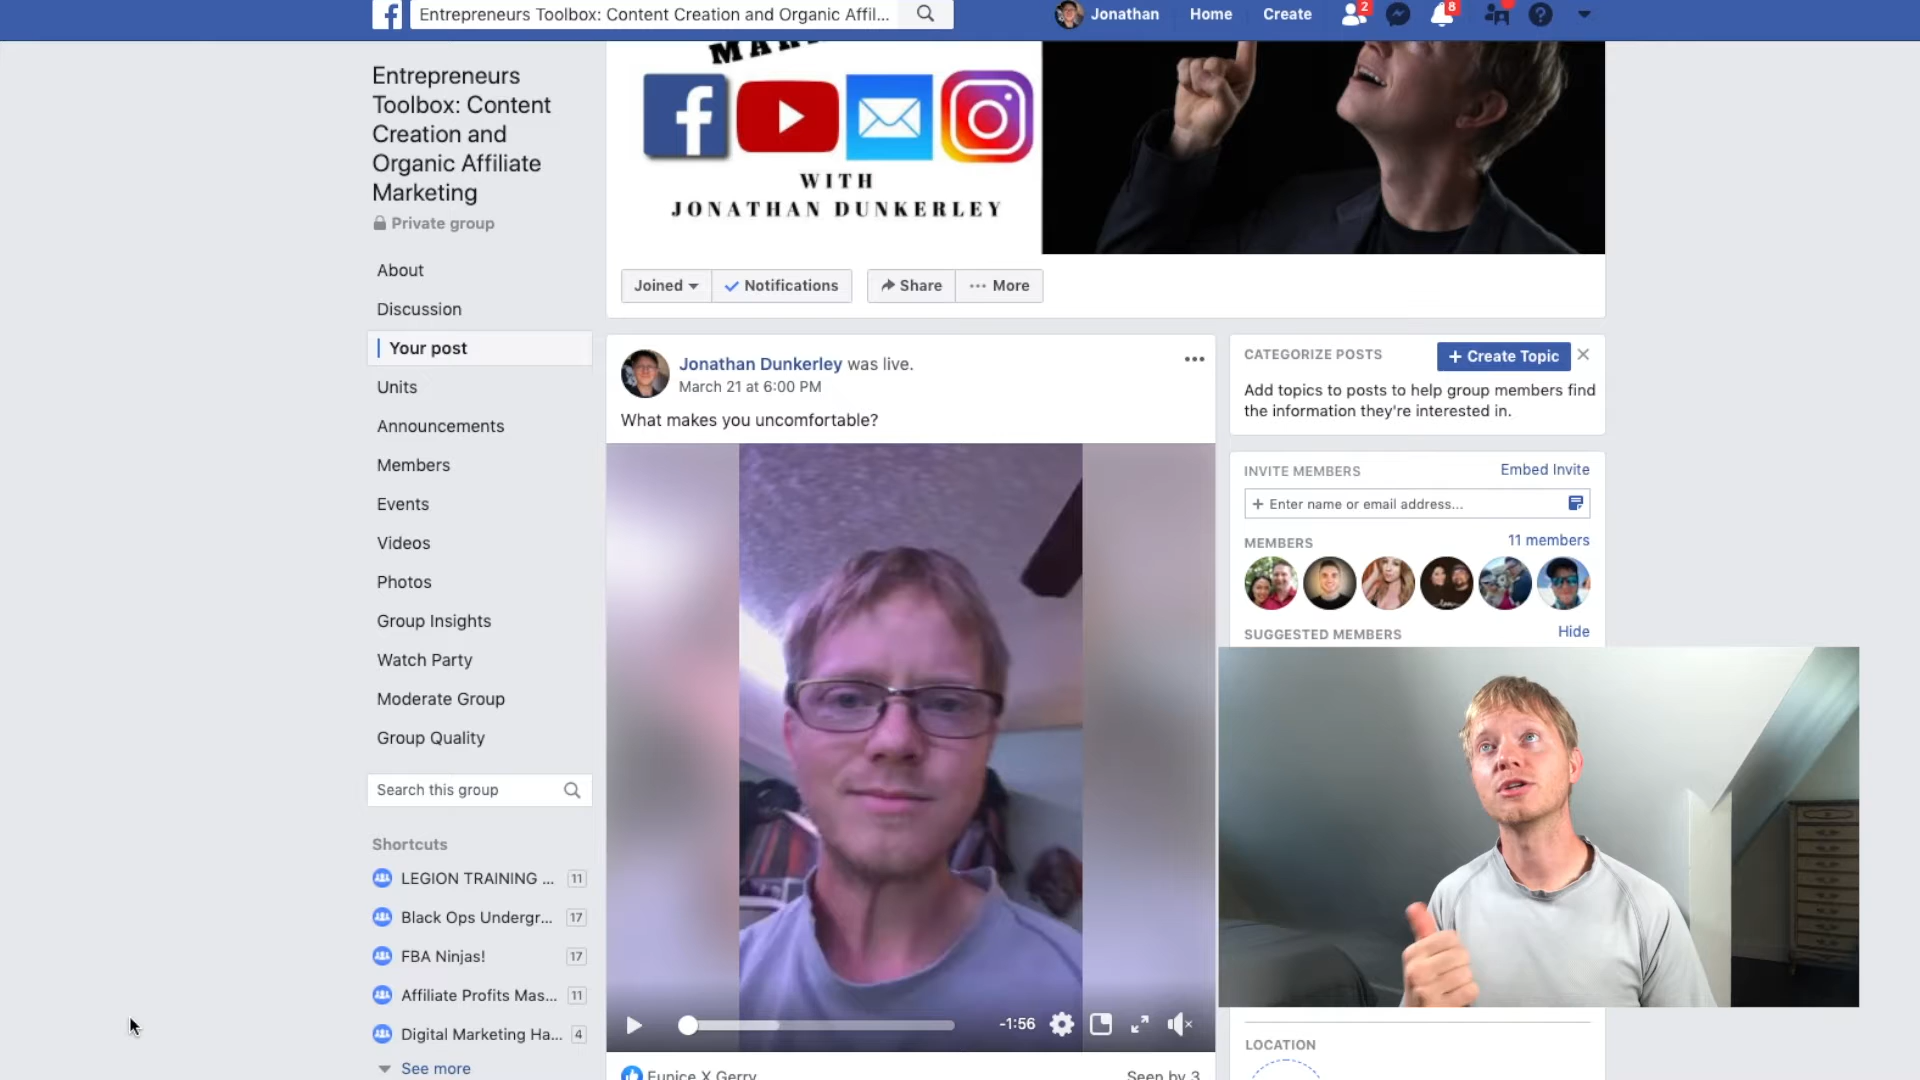 Entrepreneurs Toolbox: Content Creation and Organic Affil...
Jonathan
Home
Create
2
8
Entrepreneurs
Toolbox: Content
Creation and
Organic Affiliate
Marketing
Private group
About
Discussion
Your post
Units
Announcements
Members
Events
Videos
Photos
Group Insights
Watch Party
Moderate Group
Group Quality
Search this group
Shortcuts
LEGION TRAINING ... 11
Black Ops Undergr... 17
FBA Ninjas! 17
Affiliate Profits Mas... 11
Digital Marketing Ha... 4
See more
WITH
JONATHAN DUNKERLEY
Joined
Notifications
Share
More
Jonathan Dunkerley was live.
March 21 at 6:00 PM
What makes you uncomfortable?
-1:56
Eunice X Gerry
Seen by 3
CATEGORIZE POSTS
+ Create Topic
Add topics to posts to help group members find
the information they're interested in.
INVITE MEMBERS
Embed Invite
+ Enter name or email address...
MEMBERS
11 members
SUGGESTED MEMBERS
Hide
LOCATION